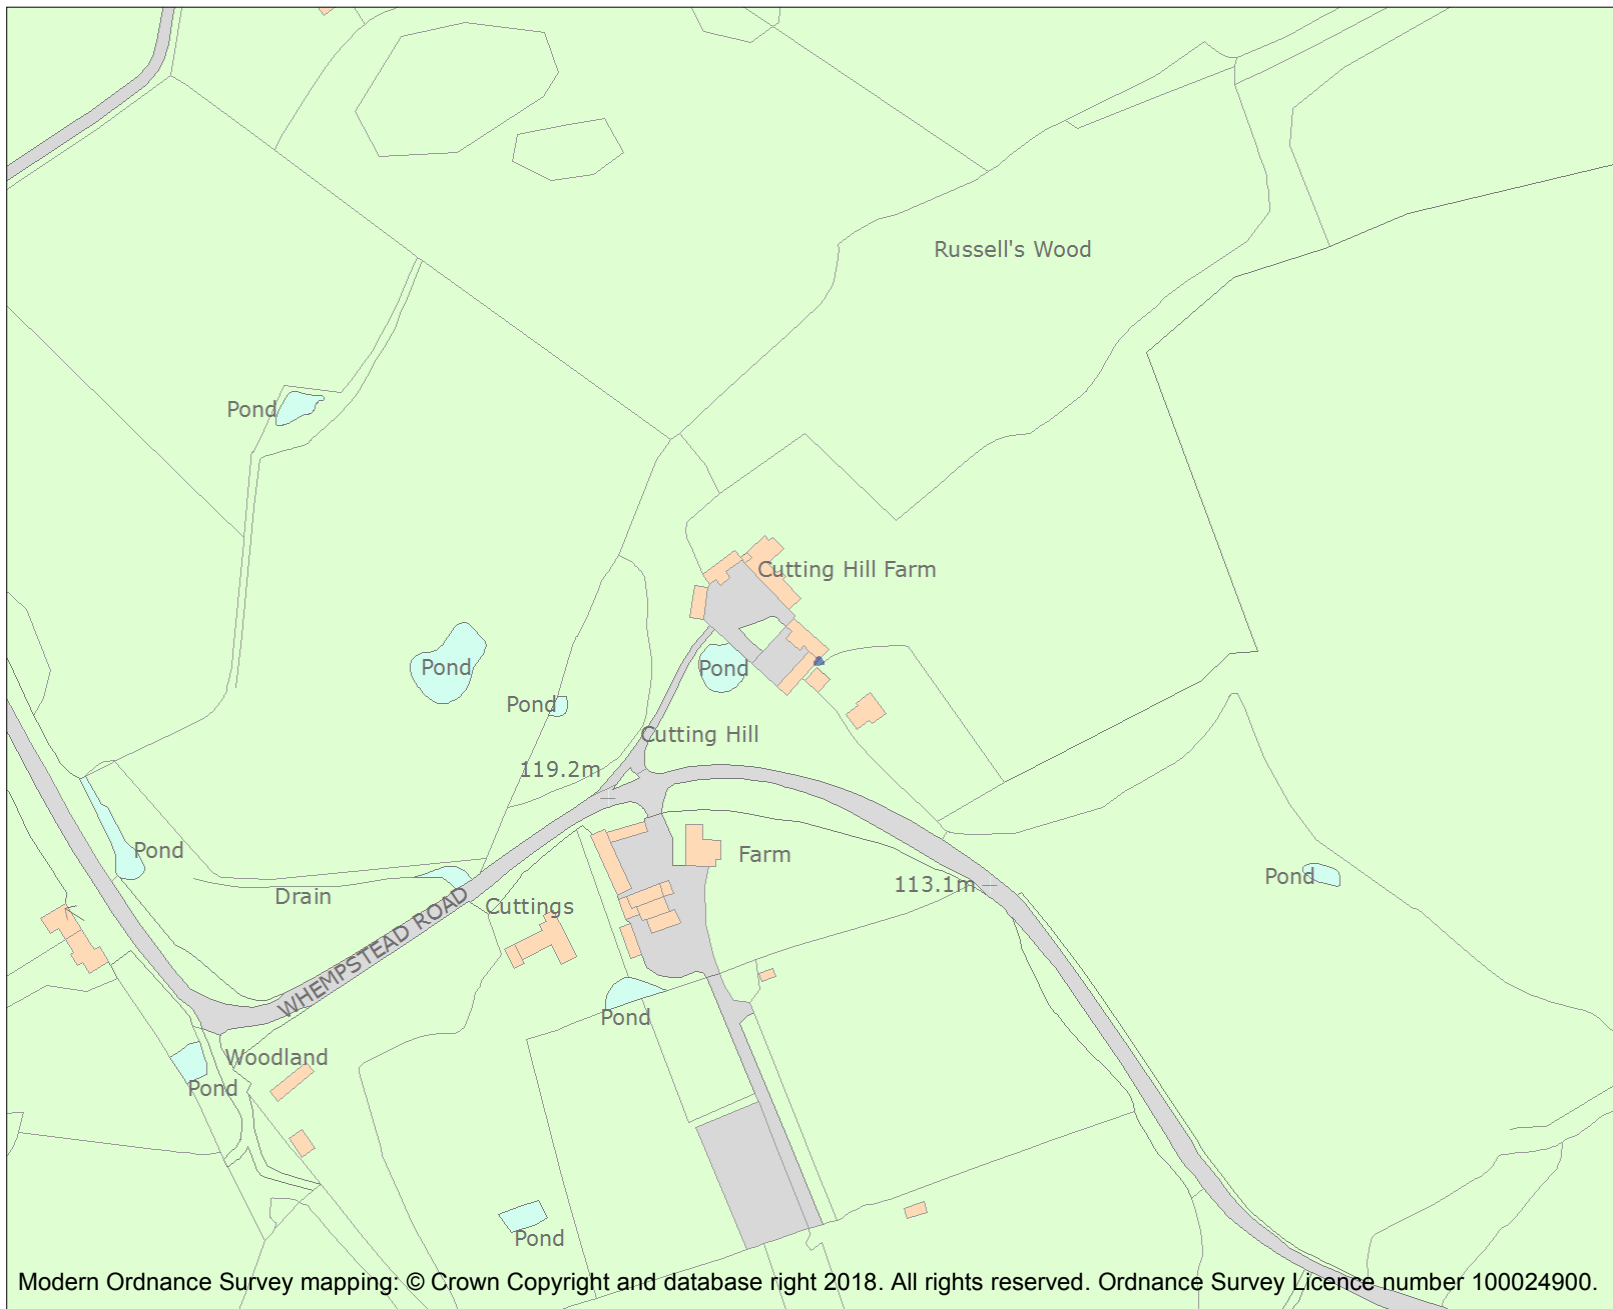 Russell's Wood
Pond
Cutting Hill Farm
Pond
Pond
Pond
Cutting Hill
119.2m
Pond
Farm
Pond
113.1m
Drain
Cuttings
WHEMPSTEAD ROAD
Pond
Woodland
Pond
Pond
Modern Ordnance Survey mapping: © Crown Copyright and database right 2018. All rights reserved. Ordnance Survey Licence number 100024900.